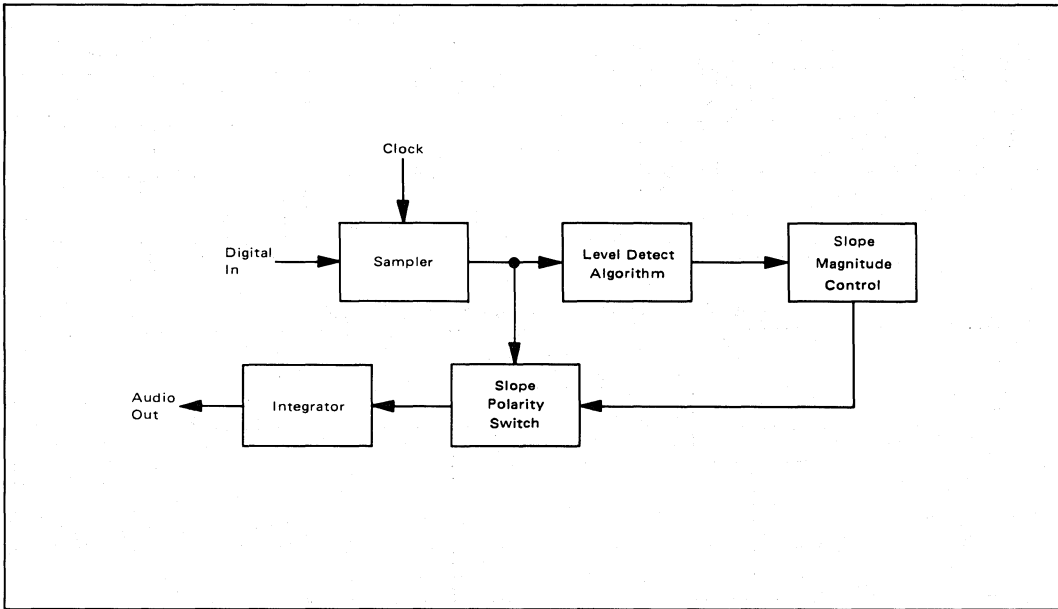 Clock
Digital
In
Sampler
Level Detect
Algorithm
Slope
Magnitude
Control
Audio
Out
Integrator
Slope
Polarity
Switch